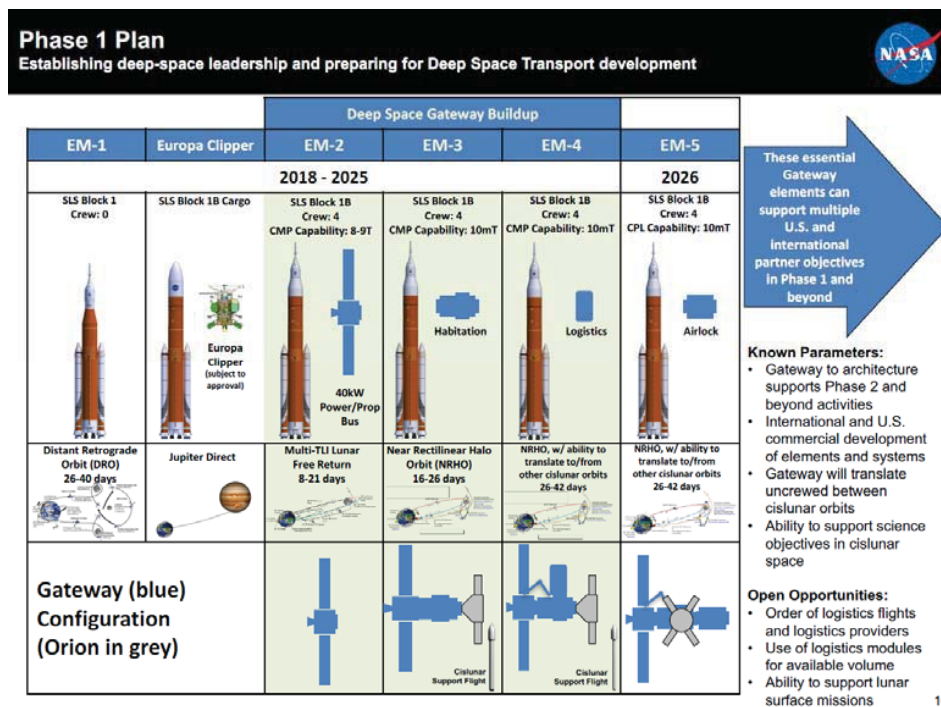 Phase 1 Plan
Establishing deep-space leadership and preparing for Deep Space Transport development
NASA
Deep Space Gateway Buildup
EM-1
Europa Clipper
EM-2
EM-3
EM-4
EM-5
2018 - 2025
2026
SLS Block 1
Crew: 0
SLS Block 1B Cargo
SLS Block 1B
Crew: 4
CMP Capability: 8-9T
SLS Block 1B
Crew: 4
CMP Capability: 10mT
SLS Block 1B
Crew: 4
CMP Capability: 10mT
SLS Block 1B
Crew: 4
CPL Capability: 10mT
Europa
Clipper
(subject to
approval)
40kW
Power/Prop
Bus
Habitation
Logistics
Airlock
Distant Retrograde
Orbit (DRO)
26-40 days
Jupiter Direct
Multi-TLI Lunar
Free Return
8-21 days
Near Rectilinear Halo
Orbit (NRHO)
16-26 days
NRHO, w/ ability to
translate to/from
other cislunar orbits
26-42 days
NRHO, w/ ability to
translate to/from
other cislunar orbits
26-42 days
Gateway (blue)
Configuration
(Orion in grey)
Cislunar
Support Flight
Cislunar
Support Flight
These essential
Gateway
elements can
support multiple
U.S. and
international
partner objectives
in Phase 1 and
beyond
Known Parameters:
• Gateway to architecture
supports Phase 2 and
beyond activities
• International and U.S.
commercial development
of elements and systems
• Gateway will translate
uncrewed between
cislunar orbits
• Ability to support science
objectives in cislunar
space
Open Opportunities:
• Order of logistics flights
and logistics providers
• Use of logistics modules
for available volume
• Ability to support lunar
surface missions
1